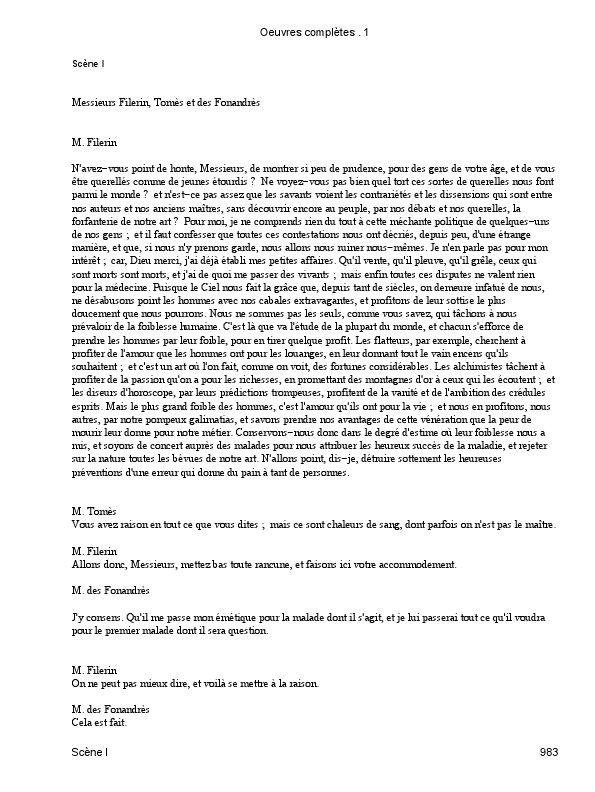 Oeuvres complètes . 1
Scène I
Messieurs Filerin, Tomès et des Fonandrès
M. Filerin
N'avez−vous point de honte, Messieurs, de montrer si peu de prudence, pour des gens de votre âge, et de vous
être querellés comme de jeunes étourdis ? Ne voyez−vous pas bien quel tort ces sortes de querelles nous font
parmi le monde ? et n'est−ce pas assez que les savants voient les contrariétés et les dissensions qui sont entre
nos auteurs et nos anciens maîtres, sans découvrir encore au peuple, par nos débats et nos querelles, la
forfanterie de notre art ? Pour moi, je ne comprends rien du tout à cette méchante politique de quelques−uns
de nos gens ; et il faut confesser que toutes ces contestations nous ont décriés, depuis peu, d'une étrange
manière, et que, si nous n'y prenons garde, nous allons nous ruiner nous−mêmes. Je n'en parle pas pour mon
intérêt ; car, Dieu merci, j'ai déjà établi mes petites affaires. Qu'il vente, qu'il pleuve, qu'il grêle, ceux qui
sont morts sont morts, et j'ai de quoi me passer des vivants ; mais enfin toutes ces disputes ne valent rien
pour la médecine. Puisque le Ciel nous fait la grâce que, depuis tant de siècles, on demeure infatué de nous,
ne désabusons point les hommes avec nos cabales extravagantes, et profitons de leur sottise le plus
doucement que nous pourrons. Nous ne sommes pas les seuls, comme vous savez, qui tâchons à nous
prévaloir de la foiblesse humaine. C'est là que va l'étude de la plupart du monde, et chacun s'efforce de
prendre les hommes par leur foible, pour en tirer quelque profit. Les flatteurs, par exemple, cherchent à
profiter de l'amour que les hommes ont pour les louanges, en leur donnant tout le vain encens qu'ils
souhaitent ; et c'est un art où l'on fait, comme on voit, des fortunes considérables. Les alchimistes tâchent à
profiter de la passion qu'on a pour les richesses, en promettant des montagnes d'or à ceux qui les écoutent ; et
les diseurs d'horoscope, par leurs prédictions trompeuses, profitent de la vanité et de l'ambition des crédules
esprits. Mais le plus grand foible des hommes, c'est l'amour qu'ils ont pour la vie ; et nous en profitons, nous
autres, par notre pompeux galimatias, et savons prendre nos avantages de cette vénération que la peur de
mourir leur donne pour notre métier. Conservons−nous donc dans le degré d'estime où leur foiblesse nous a
mis, et soyons de concert auprès des malades pour nous attribuer les heureux succès de la maladie, et rejeter
sur la nature toutes les bévues de notre art. N'allons point, dis−je, détruire sottement les heureuses
préventions d'une erreur qui donne du pain à tant de personnes.
M. Tomès
Vous avez raison en tout ce que vous dites ; mais ce sont chaleurs de sang, dont parfois on n'est pas le maître.
M. Filerin
Allons donc, Messieurs, mettez bas toute rancune, et faisons ici votre accommodement.
M. des Fonandrès
J'y consens. Qu'il me passe mon émétique pour la malade dont il s'agit, et je lui passerai tout ce qu'il voudra
pour le premier malade dont il sera question.
M. Filerin
On ne peut pas mieux dire, et voilà se mettre à la raison.
M. des Fonandrès
Cela est fait.
Scène I 983